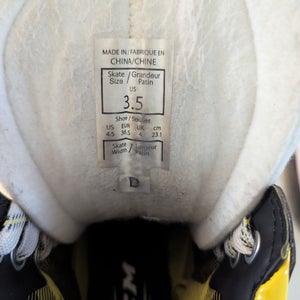 MADE IN / FABRIQUÉ EN
CHINA/CHINE
Skate / Grandeur
Size / Patin
US
3.5
Shoe / Soulier
US EUR UK cm
4.5 36.5 4 23.1
Skate / Largeur
Width / Patin
D
CCM